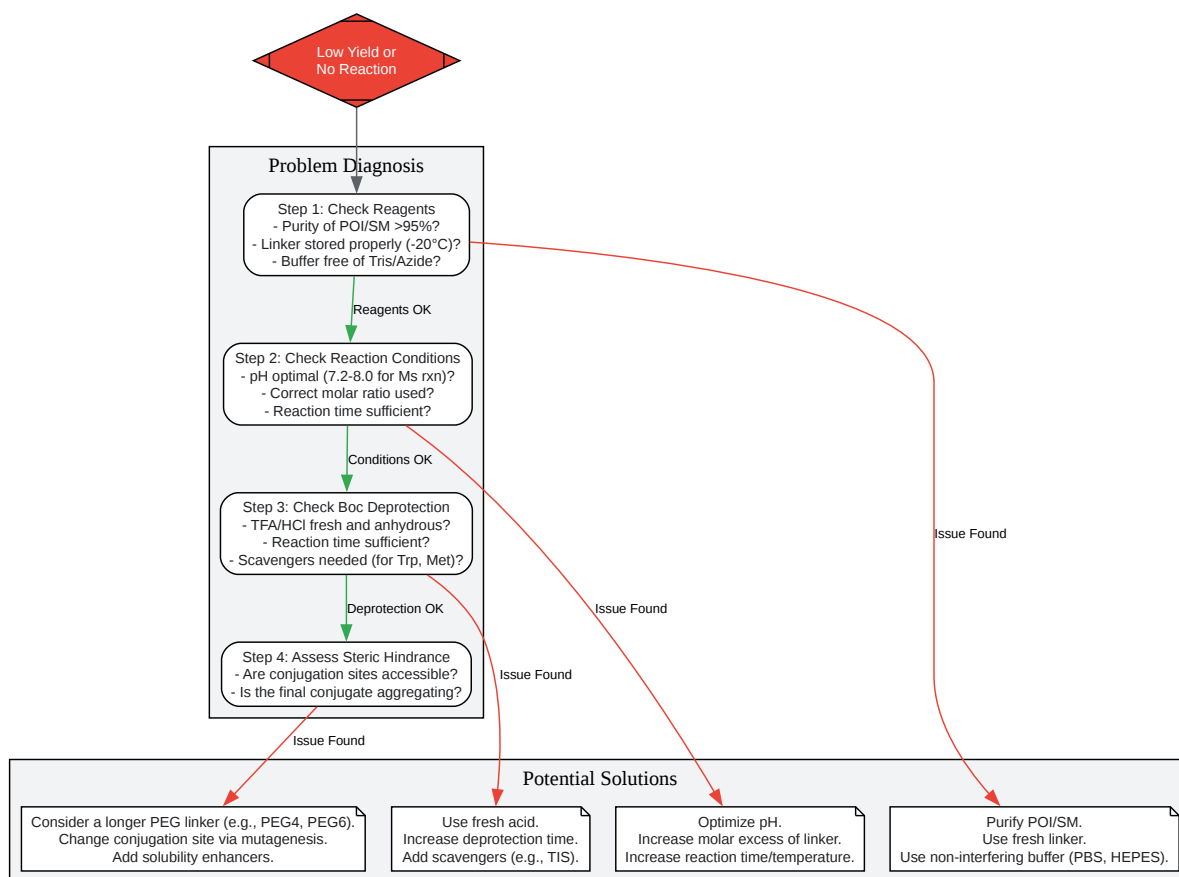 Low Yield or
No Reaction
Problem Diagnosis
Step 1: Check Reagents
- Purity of POI/SM >95%?
- Linker stored properly (-20°C)?
- Buffer free of Tris/Azide?
Reagents OK
Step 2: Check Reaction Conditions
- pH optimal (7.2-8.0 for Ms rxn)?
- Correct molar ratio used?
- Reaction time sufficient?
Conditions OK
Step 3: Check Boc Deprotection
- TFA/HCl fresh and anhydrous?
- Reaction time sufficient?
- Scavengers needed (for Trp, Met)?
Issue Found
Issue Found
Deprotection OK
Step 4: Assess Steric Hindrance
- Are conjugation sites accessible?
- Is the final conjugate aggregating?
Issue Found
Issue Found
Potential Solutions
Consider a longer PEG linker (e.g., PEG4, PEG6).
Change conjugation site via mutagenesis.
Add solubility enhancers.
Use fresh acid.
Increase deprotection time.
Add scavengers (e.g., TIS).
Optimize pH.
Increase molar excess of linker.
Increase reaction time/temperature.
Purify POI/SM.
Use fresh linker.
Use non-interfering buffer (PBS, HEPES).